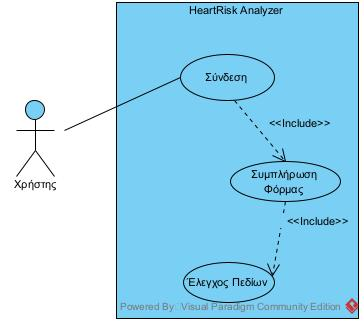 HeartRisk Analyzer
Σύνδεση
<<Include>>
Χρήστης
Συμπλήρωση
Φόρμας
<<Include>>
Έλεγχος Πεδίων
Powered By: Visual Paradigm Community Edition